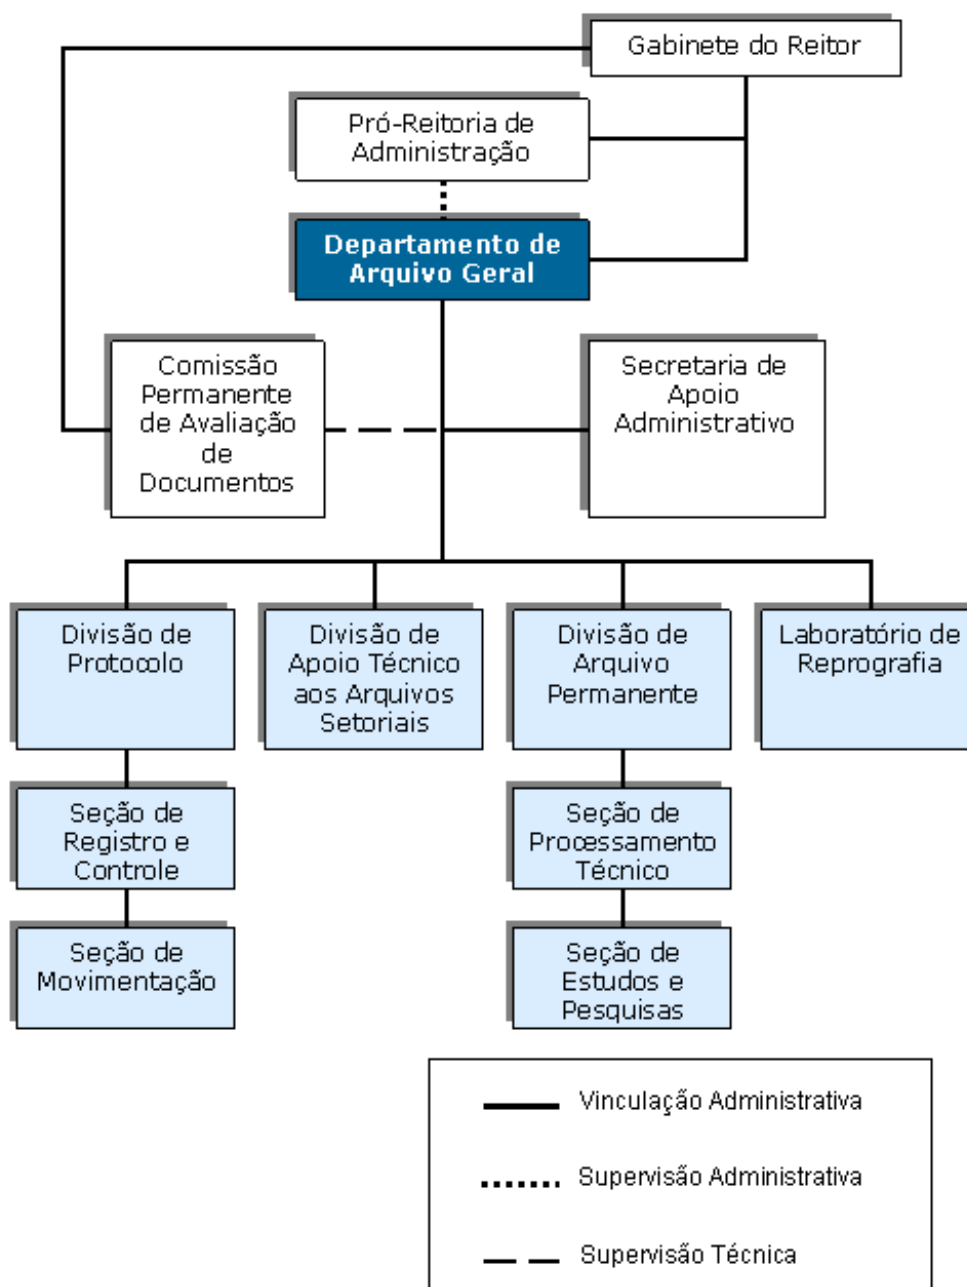 Gabinete do Reitor
Pró-Reitoria de
Administração
Departamento de
Arquivo Geral
Comissão
Permanente
de Avaliação
de
Documentos
Secretaria de
Apoio
Administrativo
Divisão de
Protocolo
Divisão de
Apoio Técnico
aos Arquivos
Setoriais
Divisão de
Arquivo
Permanente
Laboratório de
Reprografia
Seção de
Registro e
Controle
Seção de
Processamento
Técnico
Seção de
Movimentação
Seção de
Estudos e
Pesquisas
Vinculação Administrativa
Supervisão Administrativa
Supervisão Técnica